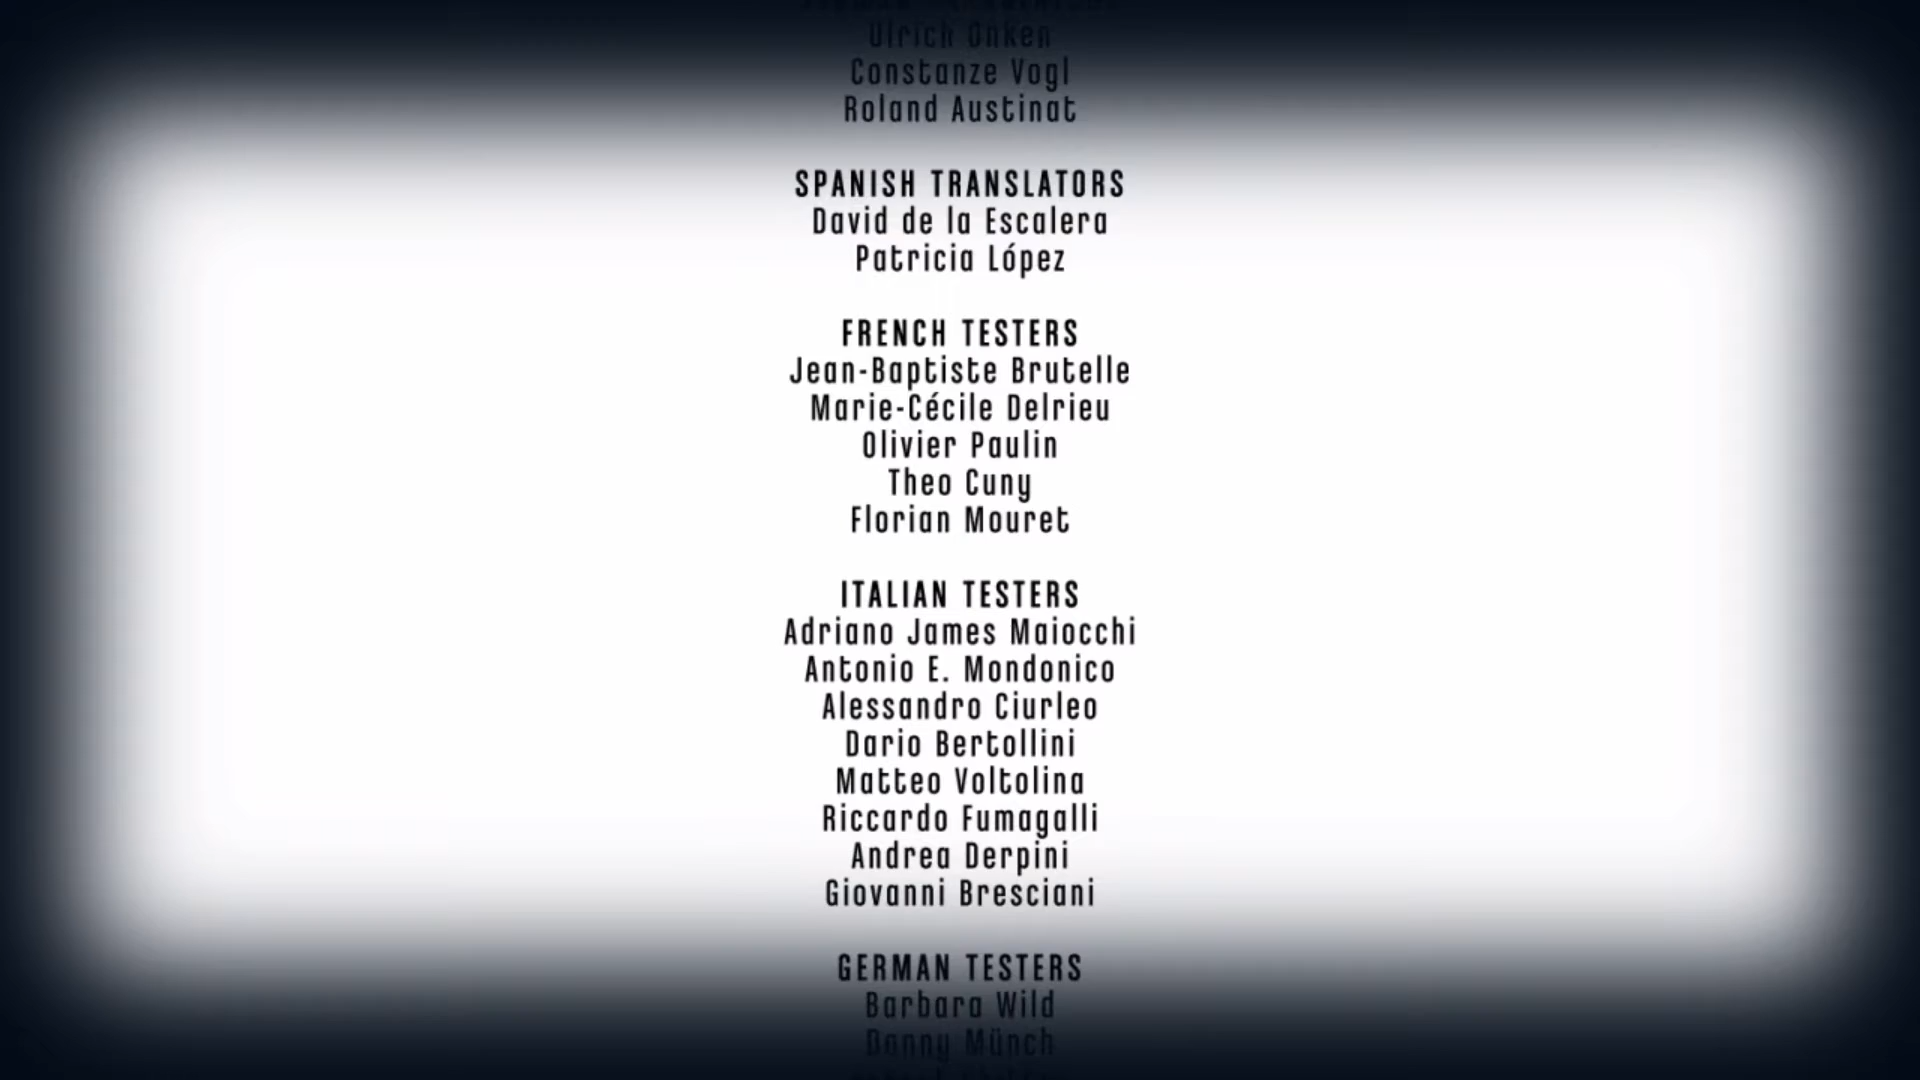 Ulrich Onken
Constanze Vogl
Roland Austinat
SPANISH TRANSLATORS
David de la Escalera
Patricia López
FRENCH TESTERS
Jean-Baptiste Brutelle
Marie-Cécile Delrieu
Olivier Paulin
Theo Cuny
Florian Mouret
ITALIAN TESTERS
Adriano James Maiocchi
Antonio E. Mondonico
Alessandro Ciurleo
Dario Bertollini
Matteo Voltolina
Riccardo Fumagalli
Andrea Derpini
Giovanni Bresciani
GERMAN TESTERS
Barbara Wild
Danny Münch